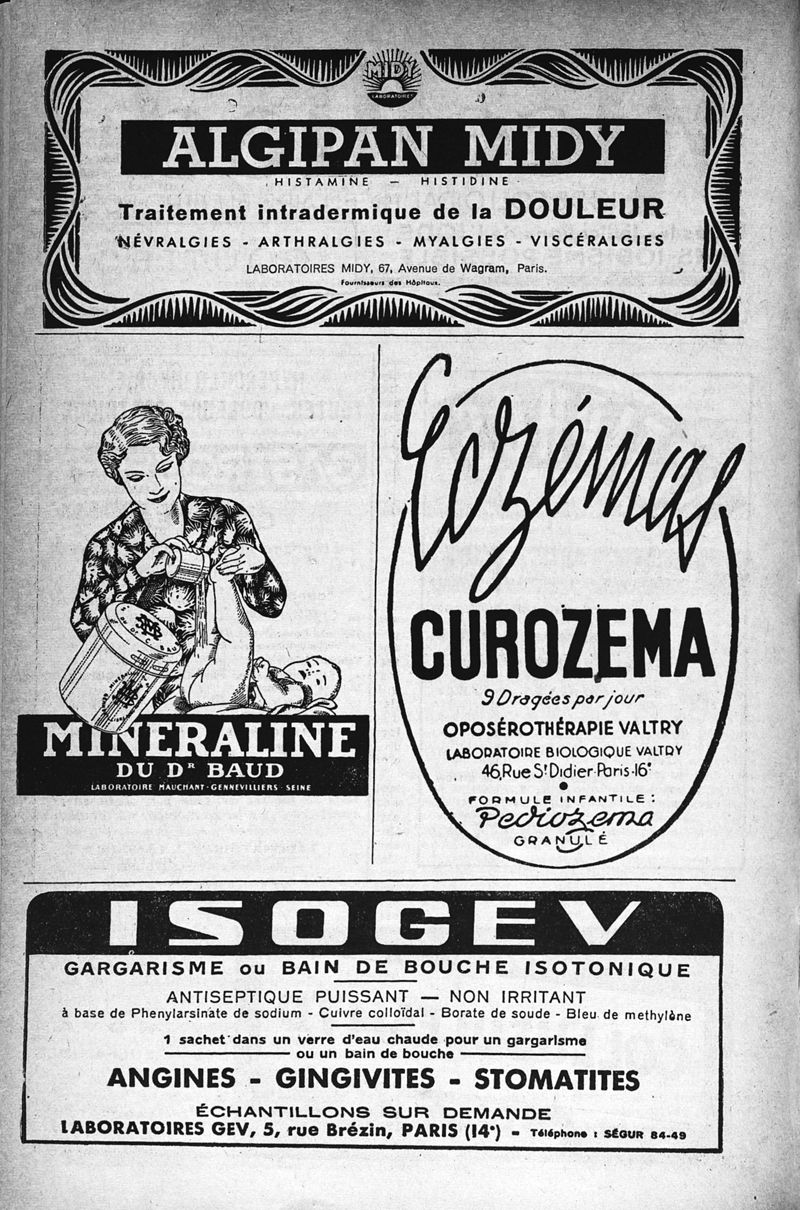 MIDY
LABORATOIRES
ALGIPAN MIDY
HISTAMINE — HISTIDINE
Traitement intradermique de la DOULEUR
NÉVRALGIES - ARTHRALGIES - MYALGIES - VISCÉRALGIES
LABORATOIRES MIDY, 67, Avenue de Wagram, Paris.
Fournisseurs des Hôpitaux.
MINERALINE
DU DR BAUD
LABORATOIRE MAUCHANT · GENNEVILLIERS · SEINE
Eczémas
CUROZEMA
9 Dragées par jour
OPOSÉROTHÉRAPIE VALTRY
LABORATOIRE BIOLOGIQUE VALTRY
46, Rue St Didier-Paris-16e
FORMULE INFANTILE :
Pediozema
GRANULÉ
ISOGEV
GARGARISME ou BAIN DE BOUCHE ISOTONIQUE
ANTISEPTIQUE PUISSANT — NON IRRITANT
à base de Phenylarsinate de sodium - Cuivre colloïdal - Borate de soude - Bleu de methylène
1 sachet dans un verre d'eau chaude pour un gargarisme
ou un bain de bouche
ANGINES - GINGIVITES - STOMATITES
ÉCHANTILLONS SUR DEMANDE
LABORATOIRES GEV, 5, rue Brézin, PARIS (14e) - Téléphone : SÉGUR 84-49